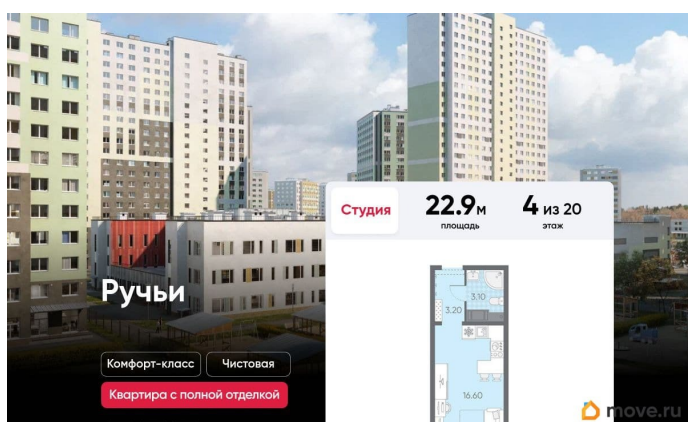 Студия
22.9м
площадь
4 из 20
этаж
3.10
3.20
Ручьи
Комфорт-класс
Чистовая
Квартира с полной отделкой
16.60
move.ru